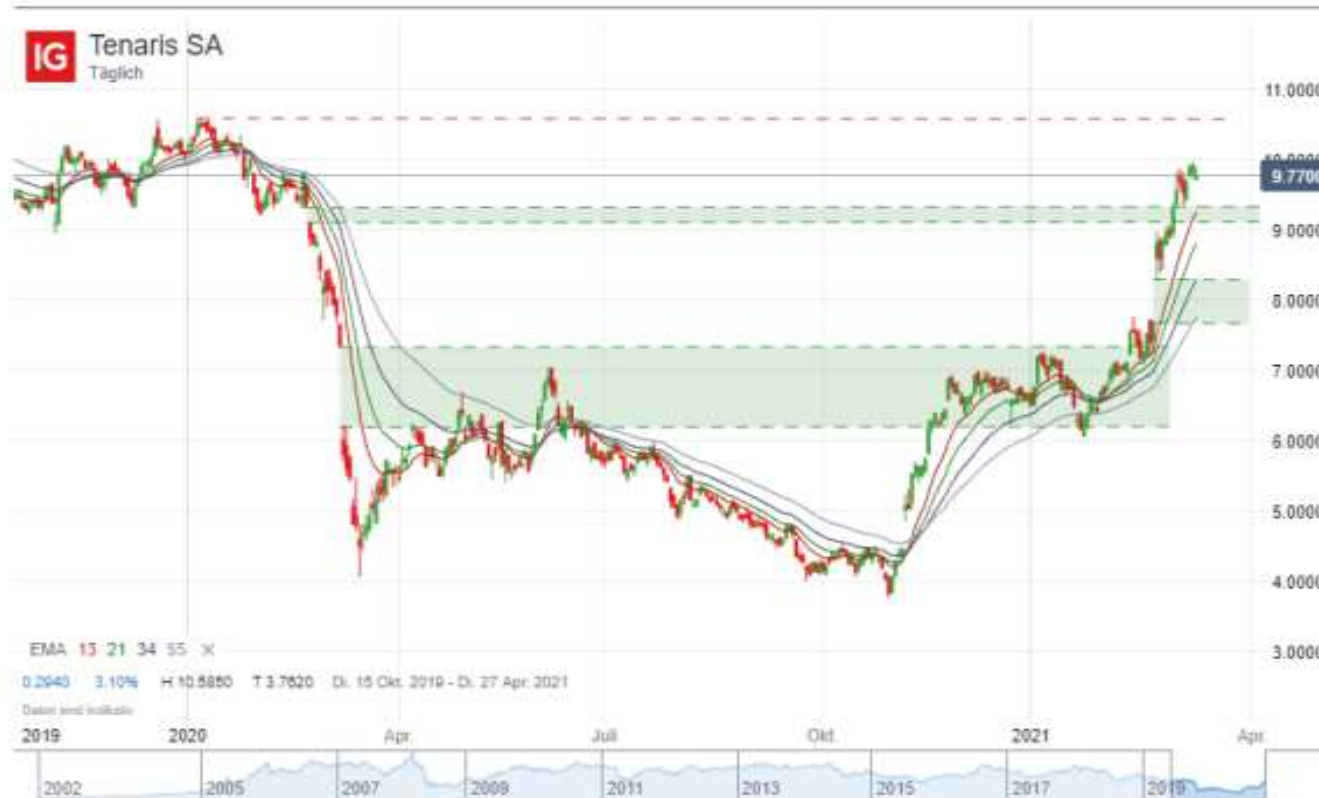 IG
Tenaris SA
Täglich
11.0000
10.0000
9.7700
9.0000
8.0000
7.0000
6.0000
5.0000
4.0000
3.0000
EMA 13 21 34 55 ×
0.2940 3.10% H 10.5850 T 3.7620 Di. 15 Okt. 2019 - Di. 27 Apr. 2021
Daten sind indikativ
2019 2020 Apr. Juli Okt. 2021 Apr.
2002 2005 2007 2009 2011 2013 2015 2017 2019